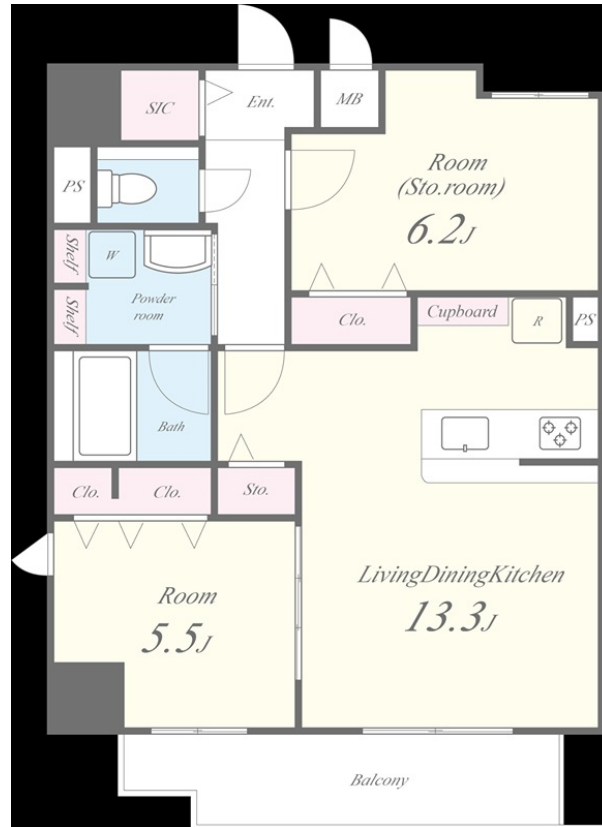 SIC
Ent.
MB
PS
Room
(Sto.room)
6.2J
Shelf
W
Shelf
Powder
room
Clo.
Cupboard
R
PS
Bath
Clo.
Clo.
Sto.
Room
5.5J
LivingDiningKitchen
13.3J
Balcony